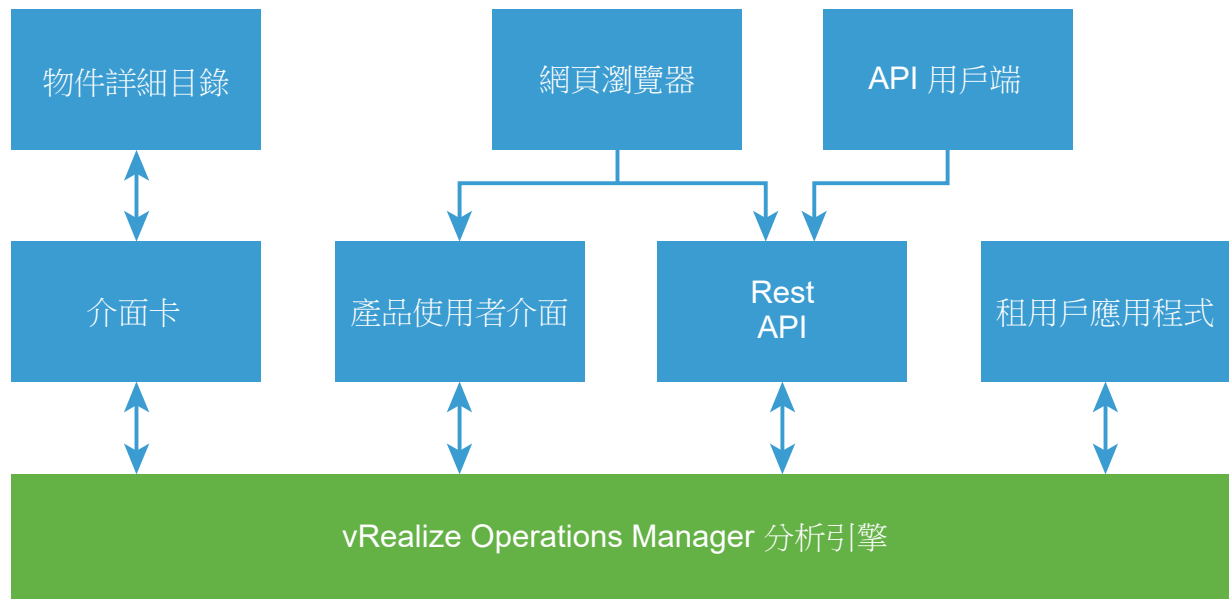 物件詳細目錄
網頁瀏覽器
API 用戶端
介面卡
產品使用者介面
Rest
API
租用戶應用程式
vRealize Operations Manager 分析引擎